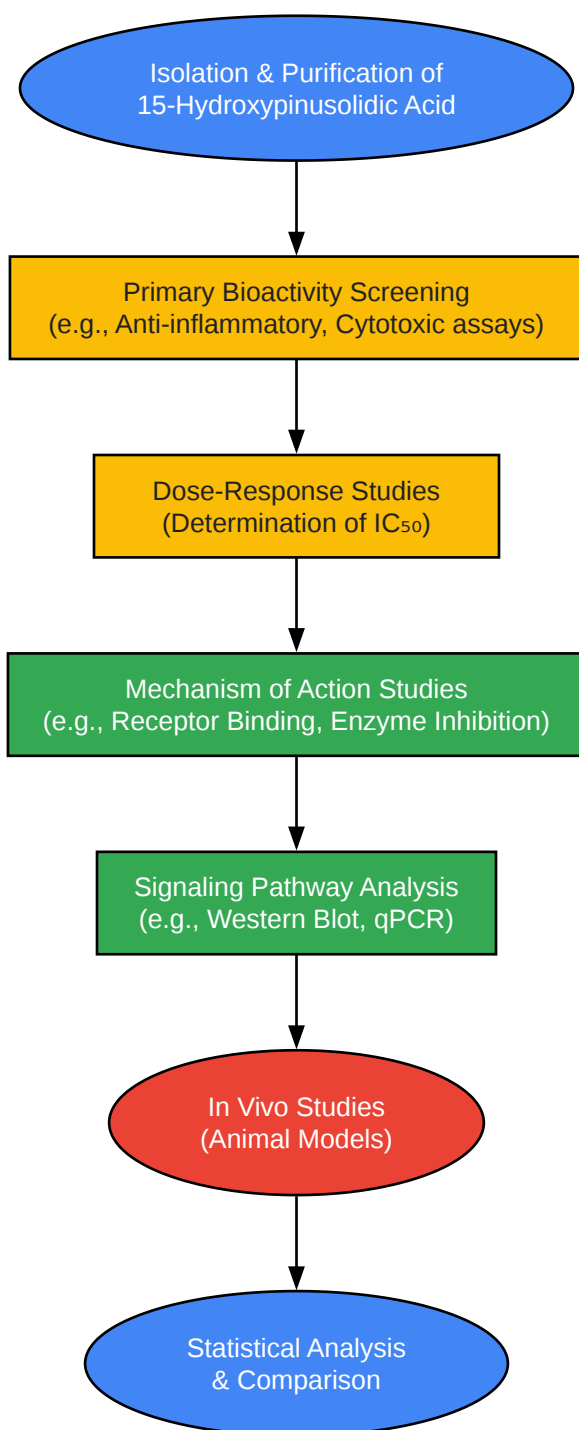 Isolation & Purification of
15-Hydroxypinusolidic Acid
Primary Bioactivity Screening
(e.g., Anti-inflammatory, Cytotoxic assays)
Dose-Response Studies
(Determination of IC₅₀)
Mechanism of Action Studies
(e.g., Receptor Binding, Enzyme Inhibition)
Signaling Pathway Analysis
(e.g., Western Blot, qPCR)
In Vivo Studies
(Animal Models)
Statistical Analysis
& Comparison